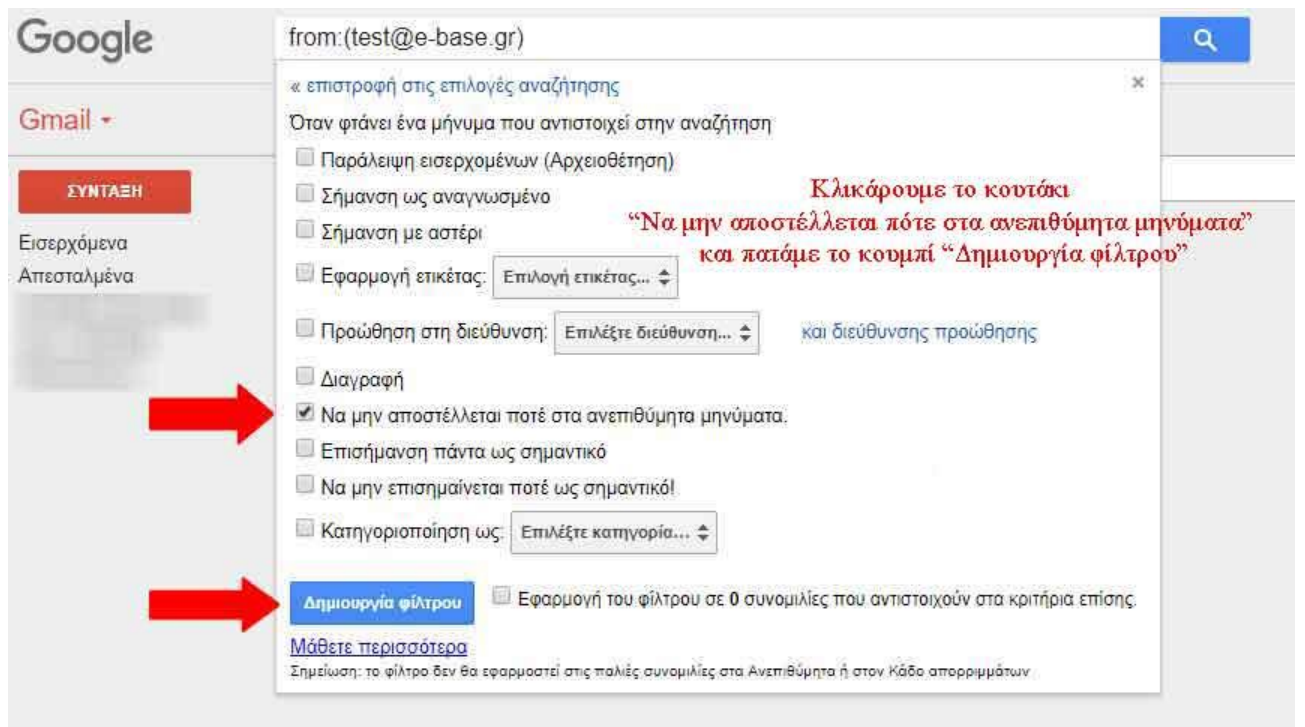 Google
from:(test@e-base.gr)
« επιστροφή στις επιλογές αναζήτησης
×
Gmail
Όταν φτάνει ένα μήνυμα που αντιστοιχεί στην αναζήτηση
Παράλειψη εισερχομένων (Αρχειοθέτηση)
ΣΥΝΤΑΞΗ
Σήμανση ως αναγνωσμένο
Σήμανση με αστέρι
Κλικάρουμε το κουτάκι
“Να μην αποστέλλεται πότε στα ανεπιθύμητα μηνύματα”
και πατάμε το κουμπί “Δημιουργία φίλτρου”
Εισερχόμενα
Απεσταλμένα
Εφαρμογή ετικέτας: Επιλογή ετικέτας...
Προώθηση στη διεύθυνση: Επιλέξτε διεύθυνση... και διεύθυνσης προώθησης
Διαγραφή
Να μην αποστέλλεται ποτέ στα ανεπιθύμητα μηνύματα.
Επισήμανση πάντα ως σημαντικό
Να μην επισημαίνεται ποτέ ως σημαντικό!
Κατηγοριοποίηση ως: Επιλέξτε κατηγορία...
Δημιουργία φίλτρου Εφαρμογή του φίλτρου σε 0 συνομιλίες που αντιστοιχούν στα κριτήρια επίσης.
Μάθετε περισσότερα
Σημείωση: το φίλτρο δεν θα εφαρμοστεί στις παλιές συνομιλίες στα Ανεπιθύμητα ή στον Κάδο απορριμμάτων